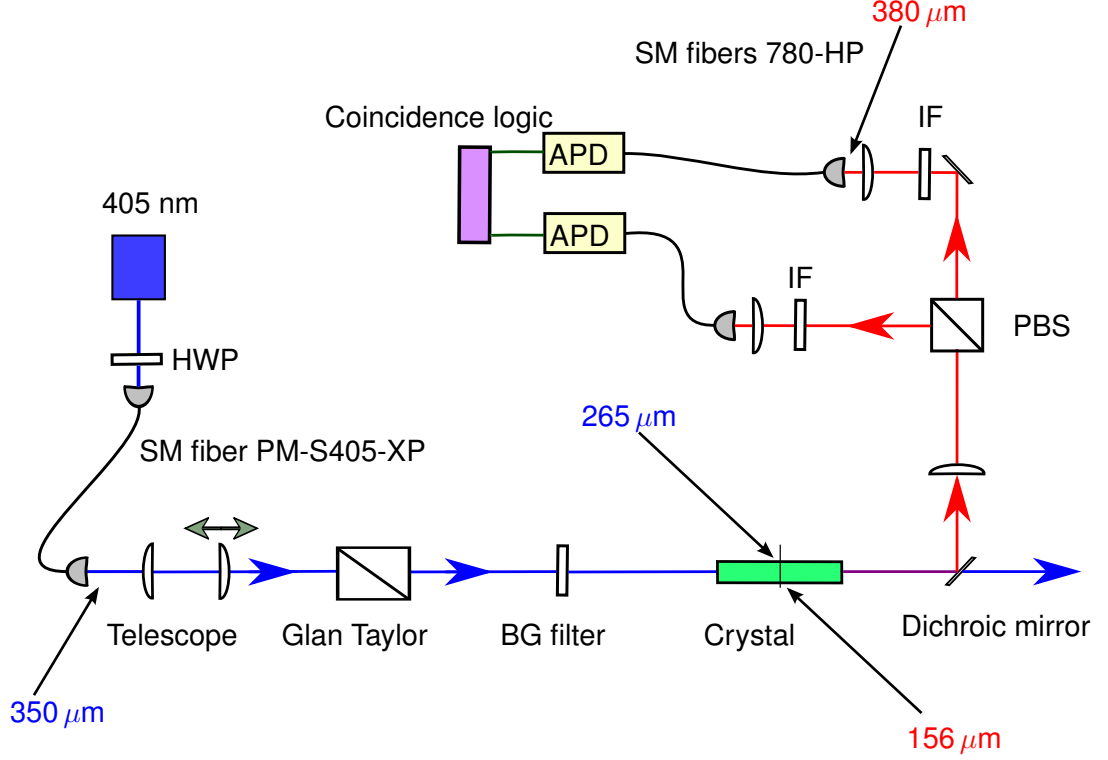 380 μm
SM fibers 780-HP
IF
Coincidence logic
APD
405 nm
APD
IF
PBS
HWP
265 μm
SM fiber PM-S405-XP
Telescope
Glan Taylor
BG filter
Crystal
Dichroic mirror
350 μm
156 μm